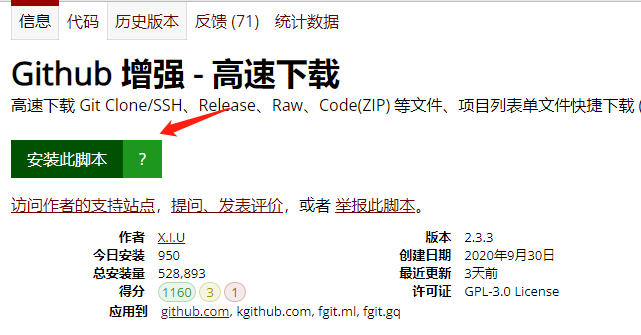 信息 代码 历史版本 反馈 (71) 统计数据
Github 增强 - 高速下载
高速下载 Git Clone/SSH、Release、Raw、Code(ZIP) 等文件、项目列表单文件快捷下载 (
安装此脚本 ?
访问作者的支持站点，提问、发表评价，或者 举报此脚本。
作者 X.I.U 版本 2.3.3
今日安装 950 创建日期 2020年9月30日
总安装量 528,893 最近更新 3天前
得分 1160 3 1 许可证 GPL-3.0 License
应用到 github.com, kgithub.com, fgit.ml, fgit.gq